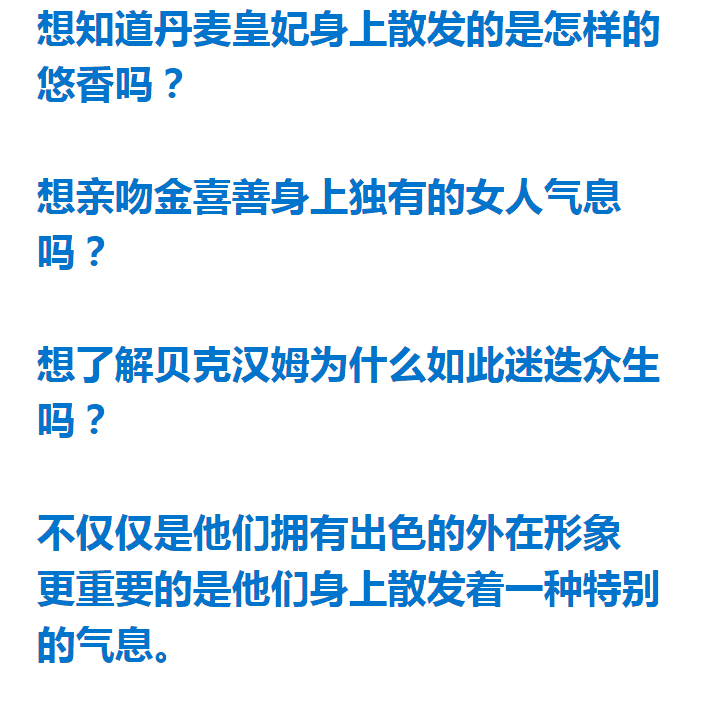 想知道丹麦皇妃身上散发的是怎样的
悠香吗？
想亲吻金喜善身上独有的女人气息
吗？
想了解贝克汉姆为什么如此迷迭众生
吗？
不仅仅是他们拥有出色的外在形象
更重要的是他们身上散发着一种特别
的气息。